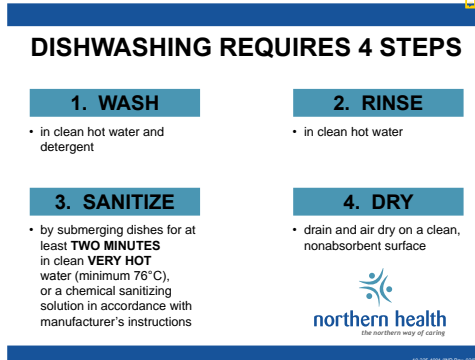 DISHWASHING REQUIRES 4 STEPS
1. WASH
• in clean hot water and
detergent
2. RINSE
• in clean hot water
3. SANITIZE
• by submerging dishes for at
least TWO MINUTES
in clean VERY HOT
water (minimum 76°C),
or a chemical sanitizing
solution in accordance with
manufacturer's instructions
4. DRY
• drain and air dry on a clean,
nonabsorbent surface
northern health
the northern way of caring